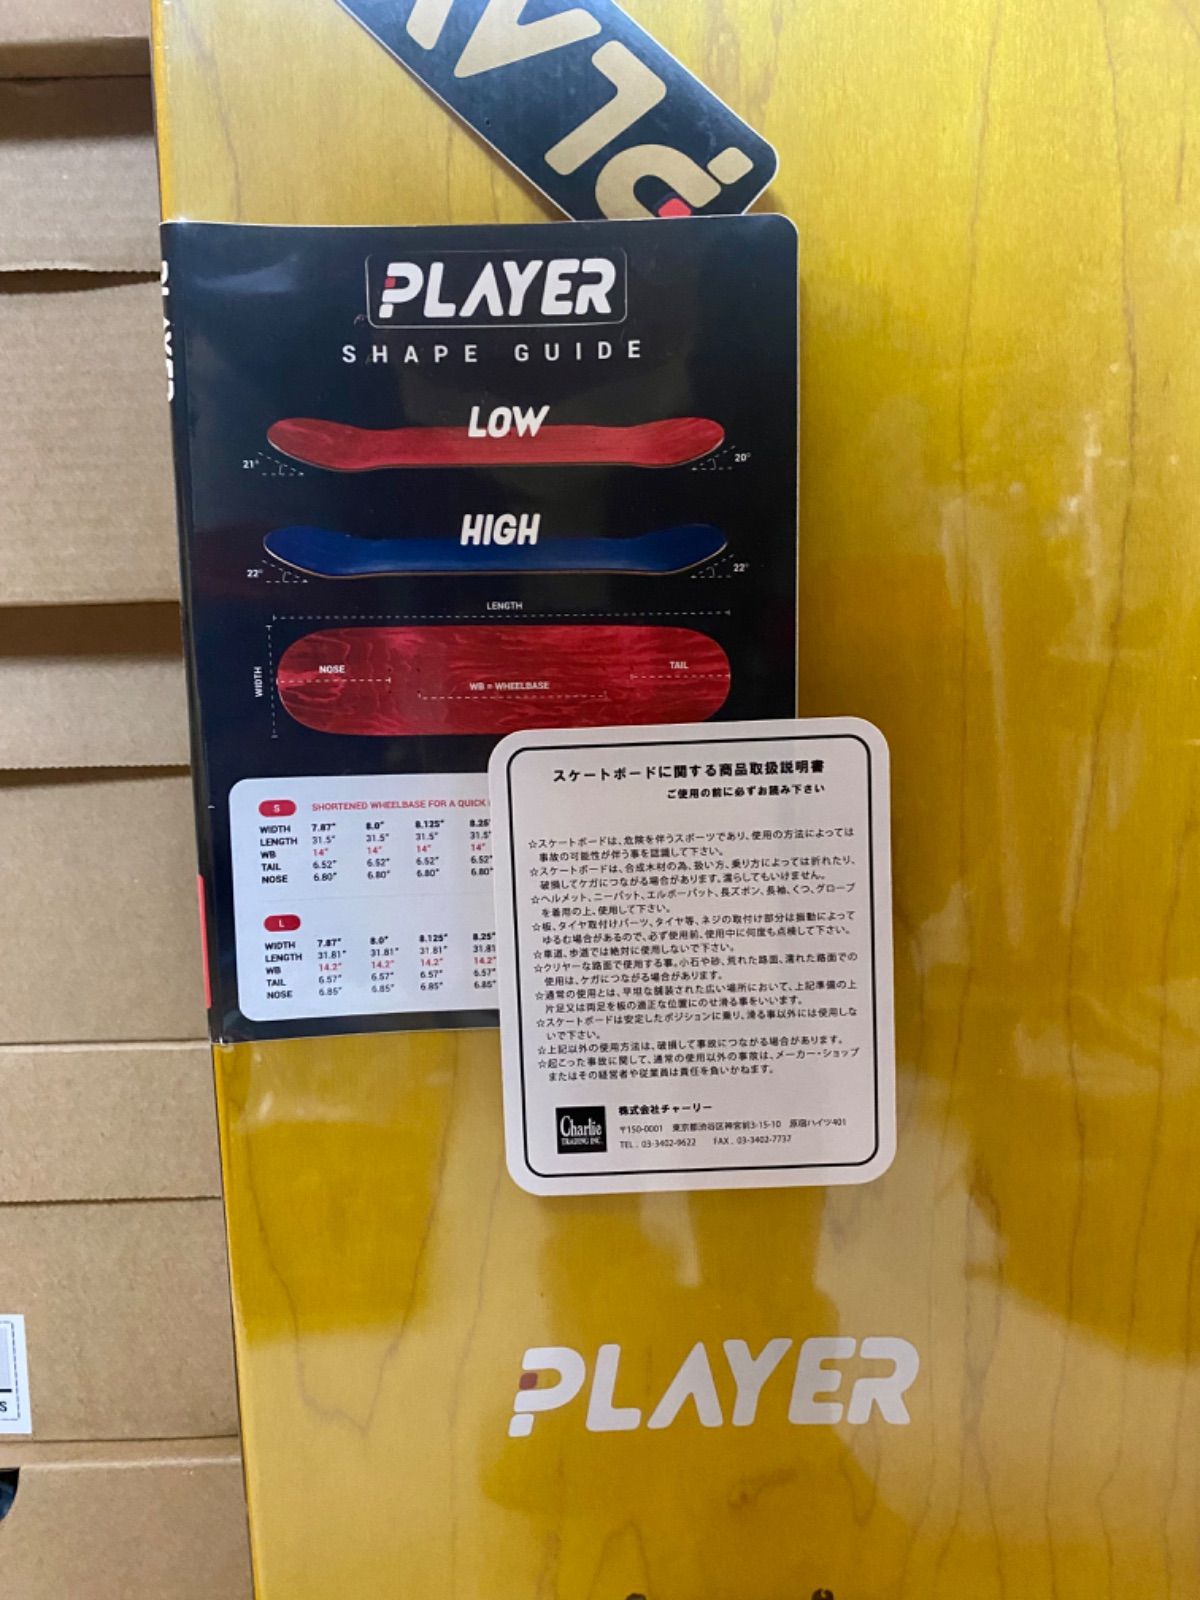 PLAY
PLAYER
PLAYER
SHAPE GUIDE
LOW
21°
20°
HIGH
22°
22°
LENGTH
WIDTH
NOSE
TAIL
WB = WHEELBASE
S
SHORTENED WHEELBASE FOR A QUICK
WIDTH 7.87" 8.0" 8.125" 8.25"
LENGTH 31.5" 31.5" 31.5" 31.5"
WB 14" 14" 14" 14"
TAIL 6.52" 6.52" 6.52" 6.52"
NOSE 6.80" 6.80" 6.80" 6.80"
L
WIDTH 7.87" 8.0" 8.125" 8.25"
LENGTH 31.81" 31.81" 31.81" 31.81
WB 14.2" 14.2" 14.2" 14.2"
TAIL 6.57" 6.57" 6.57" 6.57"
NOSE 6.85" 6.85" 6.85" 6.85"
スケートボードに関する商品取扱説明書
ご使用の前に必ずお読み下さい
☆スケートボードは、危険を伴うスポーツであり、使用の方法によっては
事故の可能性が伴う事を認識して下さい。
☆スケートボードは、合成木材の為、扱い方、乗り方によっては折れたり、
破損してケガにつながる場合があります。濡らしてもいけません。
☆ヘルメット、ニーパット、エルボーパット、長ズボン、長袖、くつ、グローブ
を着用の上、使用して下さい。
☆板、タイヤ取付けパーツ、タイヤ等、ネジの取付け部分は振動によって
ゆるむ場合があるので、必ず使用前、使用中に何度も点検して下さい。
☆車道、歩道では絶対に使用しないで下さい。
☆クリヤーな路面で使用する事。小石や砂、荒れた路面、濡れた路面での
使用は、ケガにつながる場合があります。
☆通常の使用とは、平坦な舗装された広い場所において、上記準備の上
片足又は両足を板の適正な位置にのせ滑る事をいいます。
☆スケートボードは安定したポジションに乗り、滑る事以外には使用しな
いで下さい。
☆上記以外の使用方法は、破損して事故につながる場合があります。
☆起こった事故に関して、通常の使用以外の事故は、メーカー・ショップ
またはその経営者や従業員は責任を負いかねます。
Charlie
TRADING INC.
株式会社チャーリー
〒150-0001 東京都渋谷区神宮前3-15-10 原宿ハイツ401
TEL. 03-3402-9622 FAX. 03-3402-7737
PLAYER
S